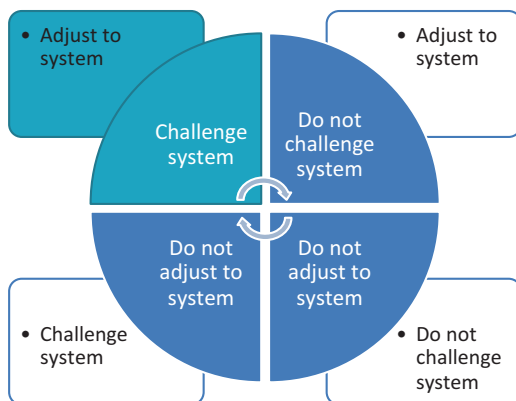 • Adjust to
system
Challenge
system
Do not
challenge
system
• Adjust to
system
Do not
adjust to
system
• Challenge
system
Do not
adjust to
system
• Do not
challenge
system